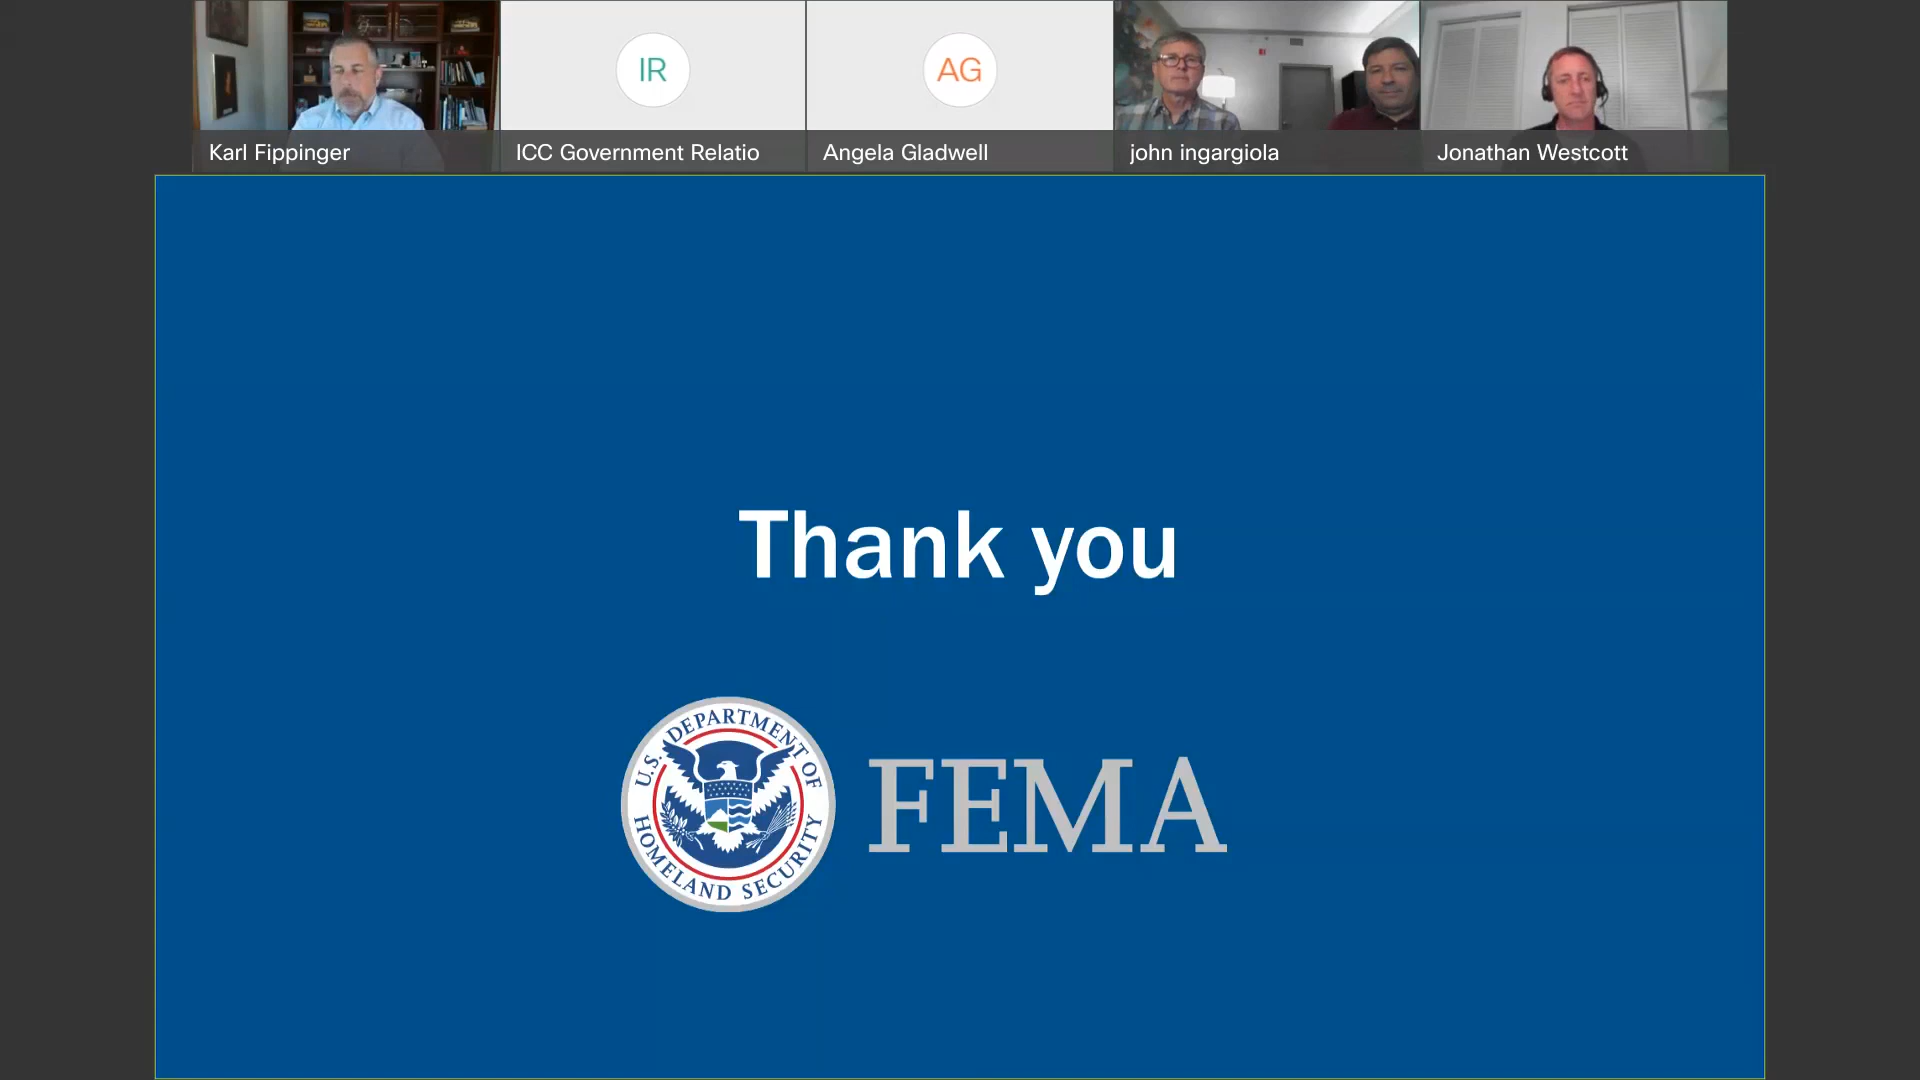 IR
AG
Karl Fippinger
ICC Government Relatio
Angela Gladwell
john ingargiola
Jonathan Westcott
Thank you
U.S. DEPARTMENT OF
HOMELAND SECURITY
FEMA